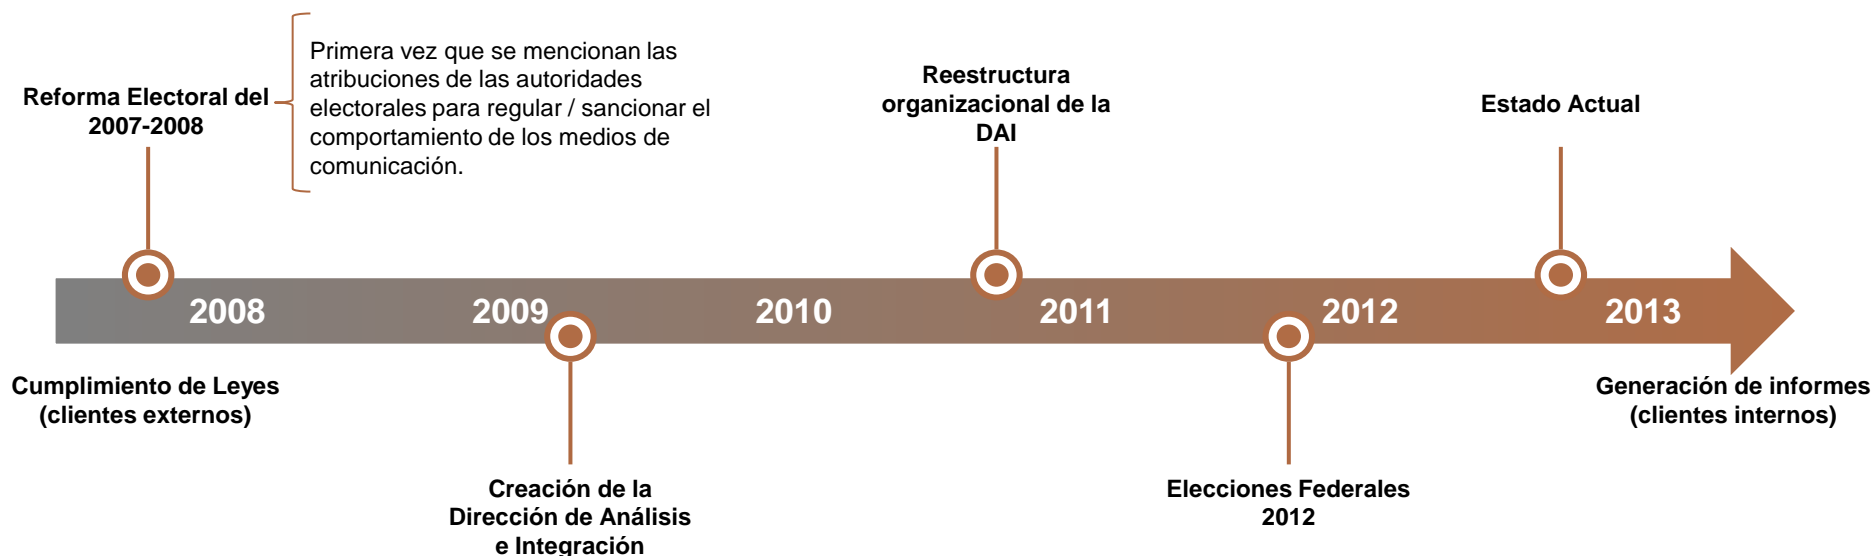 Reforma Electoral del
2007-2008
Primera vez que se mencionan las
atribuciones de las autoridades
electorales para regular / sancionar el
comportamiento de los medios de
comunicación.
Reestructura
organizacional de la
DAI
Estado Actual
2008
2009
2010
2011
2012
2013
Cumplimiento de Leyes
(clientes externos)
Generación de informes
(clientes internos)
Creación de la
Dirección de Análisis
e Integración
Elecciones Federales
2012